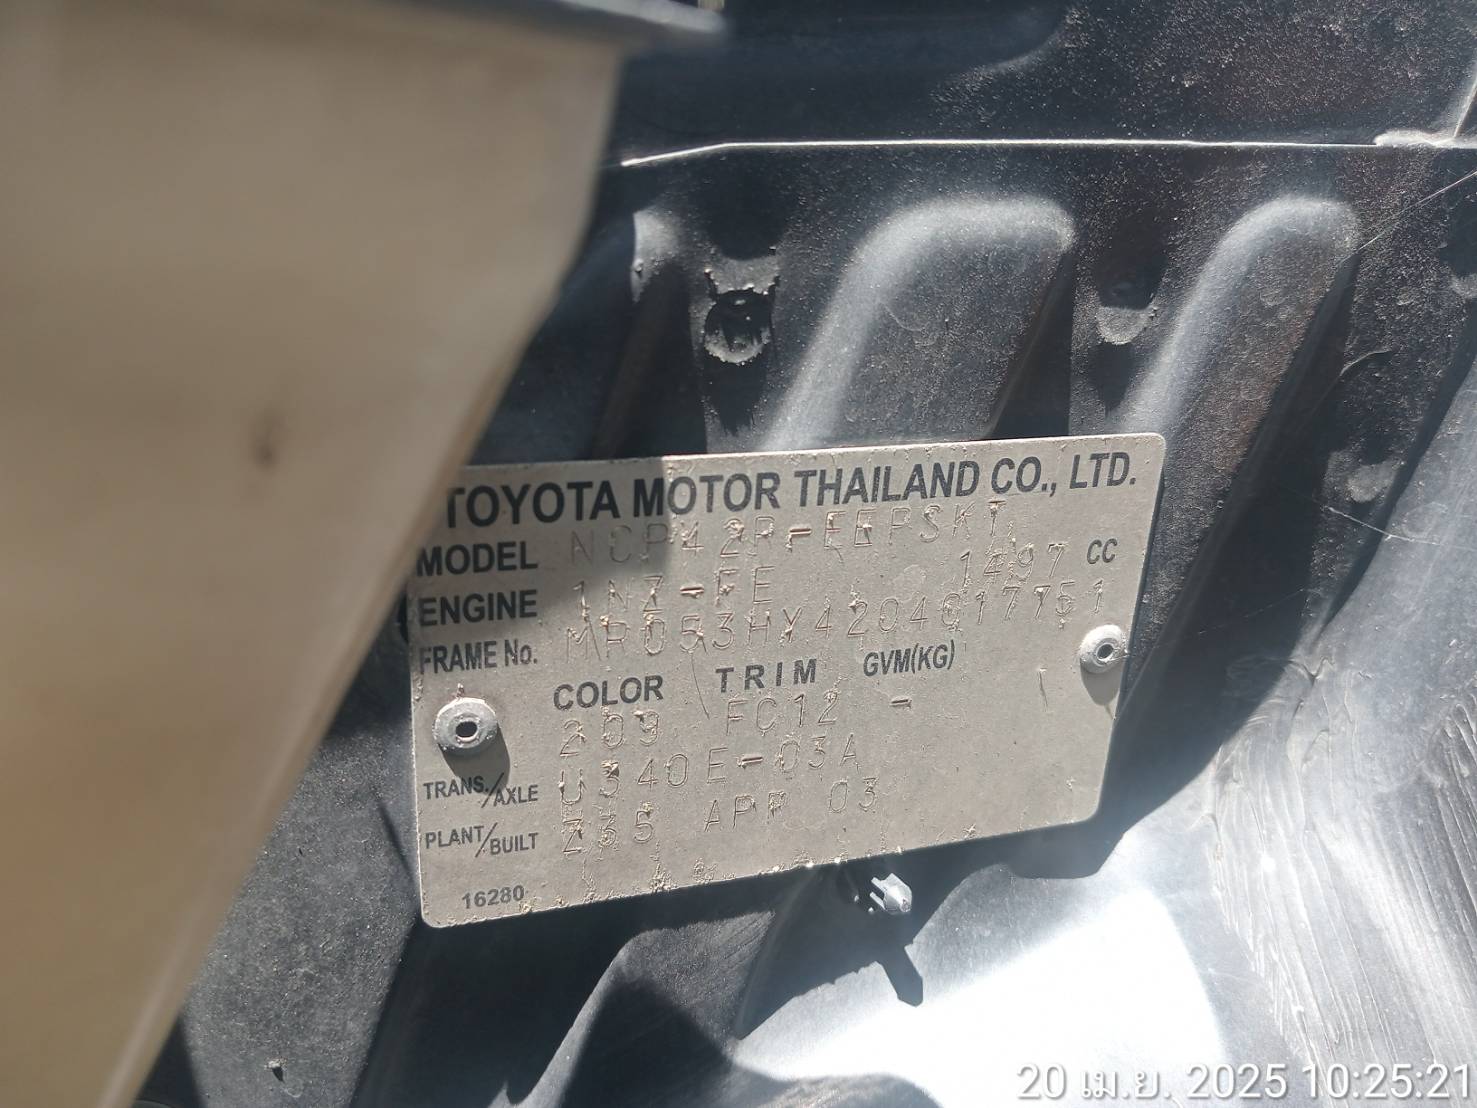 TOYOTA MOTOR THAILAND CO., LTD.
MODEL NCP42R-EEPSKT
ENGINE 1NZ-FE 1497 CC
FRAME No. MR053HY4204017751
COLOR TRIM GVM(KG)
209 FC12 -
TRANS./AXLE U340E-03A
PLANT/BUILT Z35 APR 03
16280
20 เม.ย. 2025 10:25:21